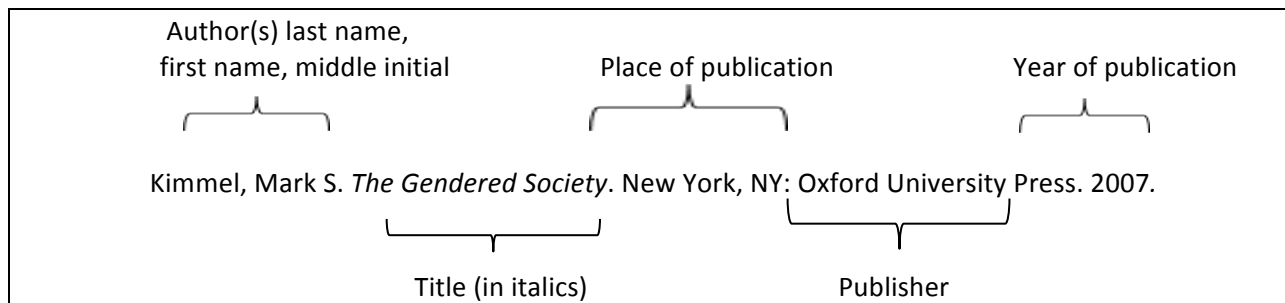 Author(s) last name,
first name, middle initial
Place of publication
Year of publication
Kimmel, Mark S. The Gendered Society. New York, NY: Oxford University Press. 2007.
Title (in italics)
Publisher